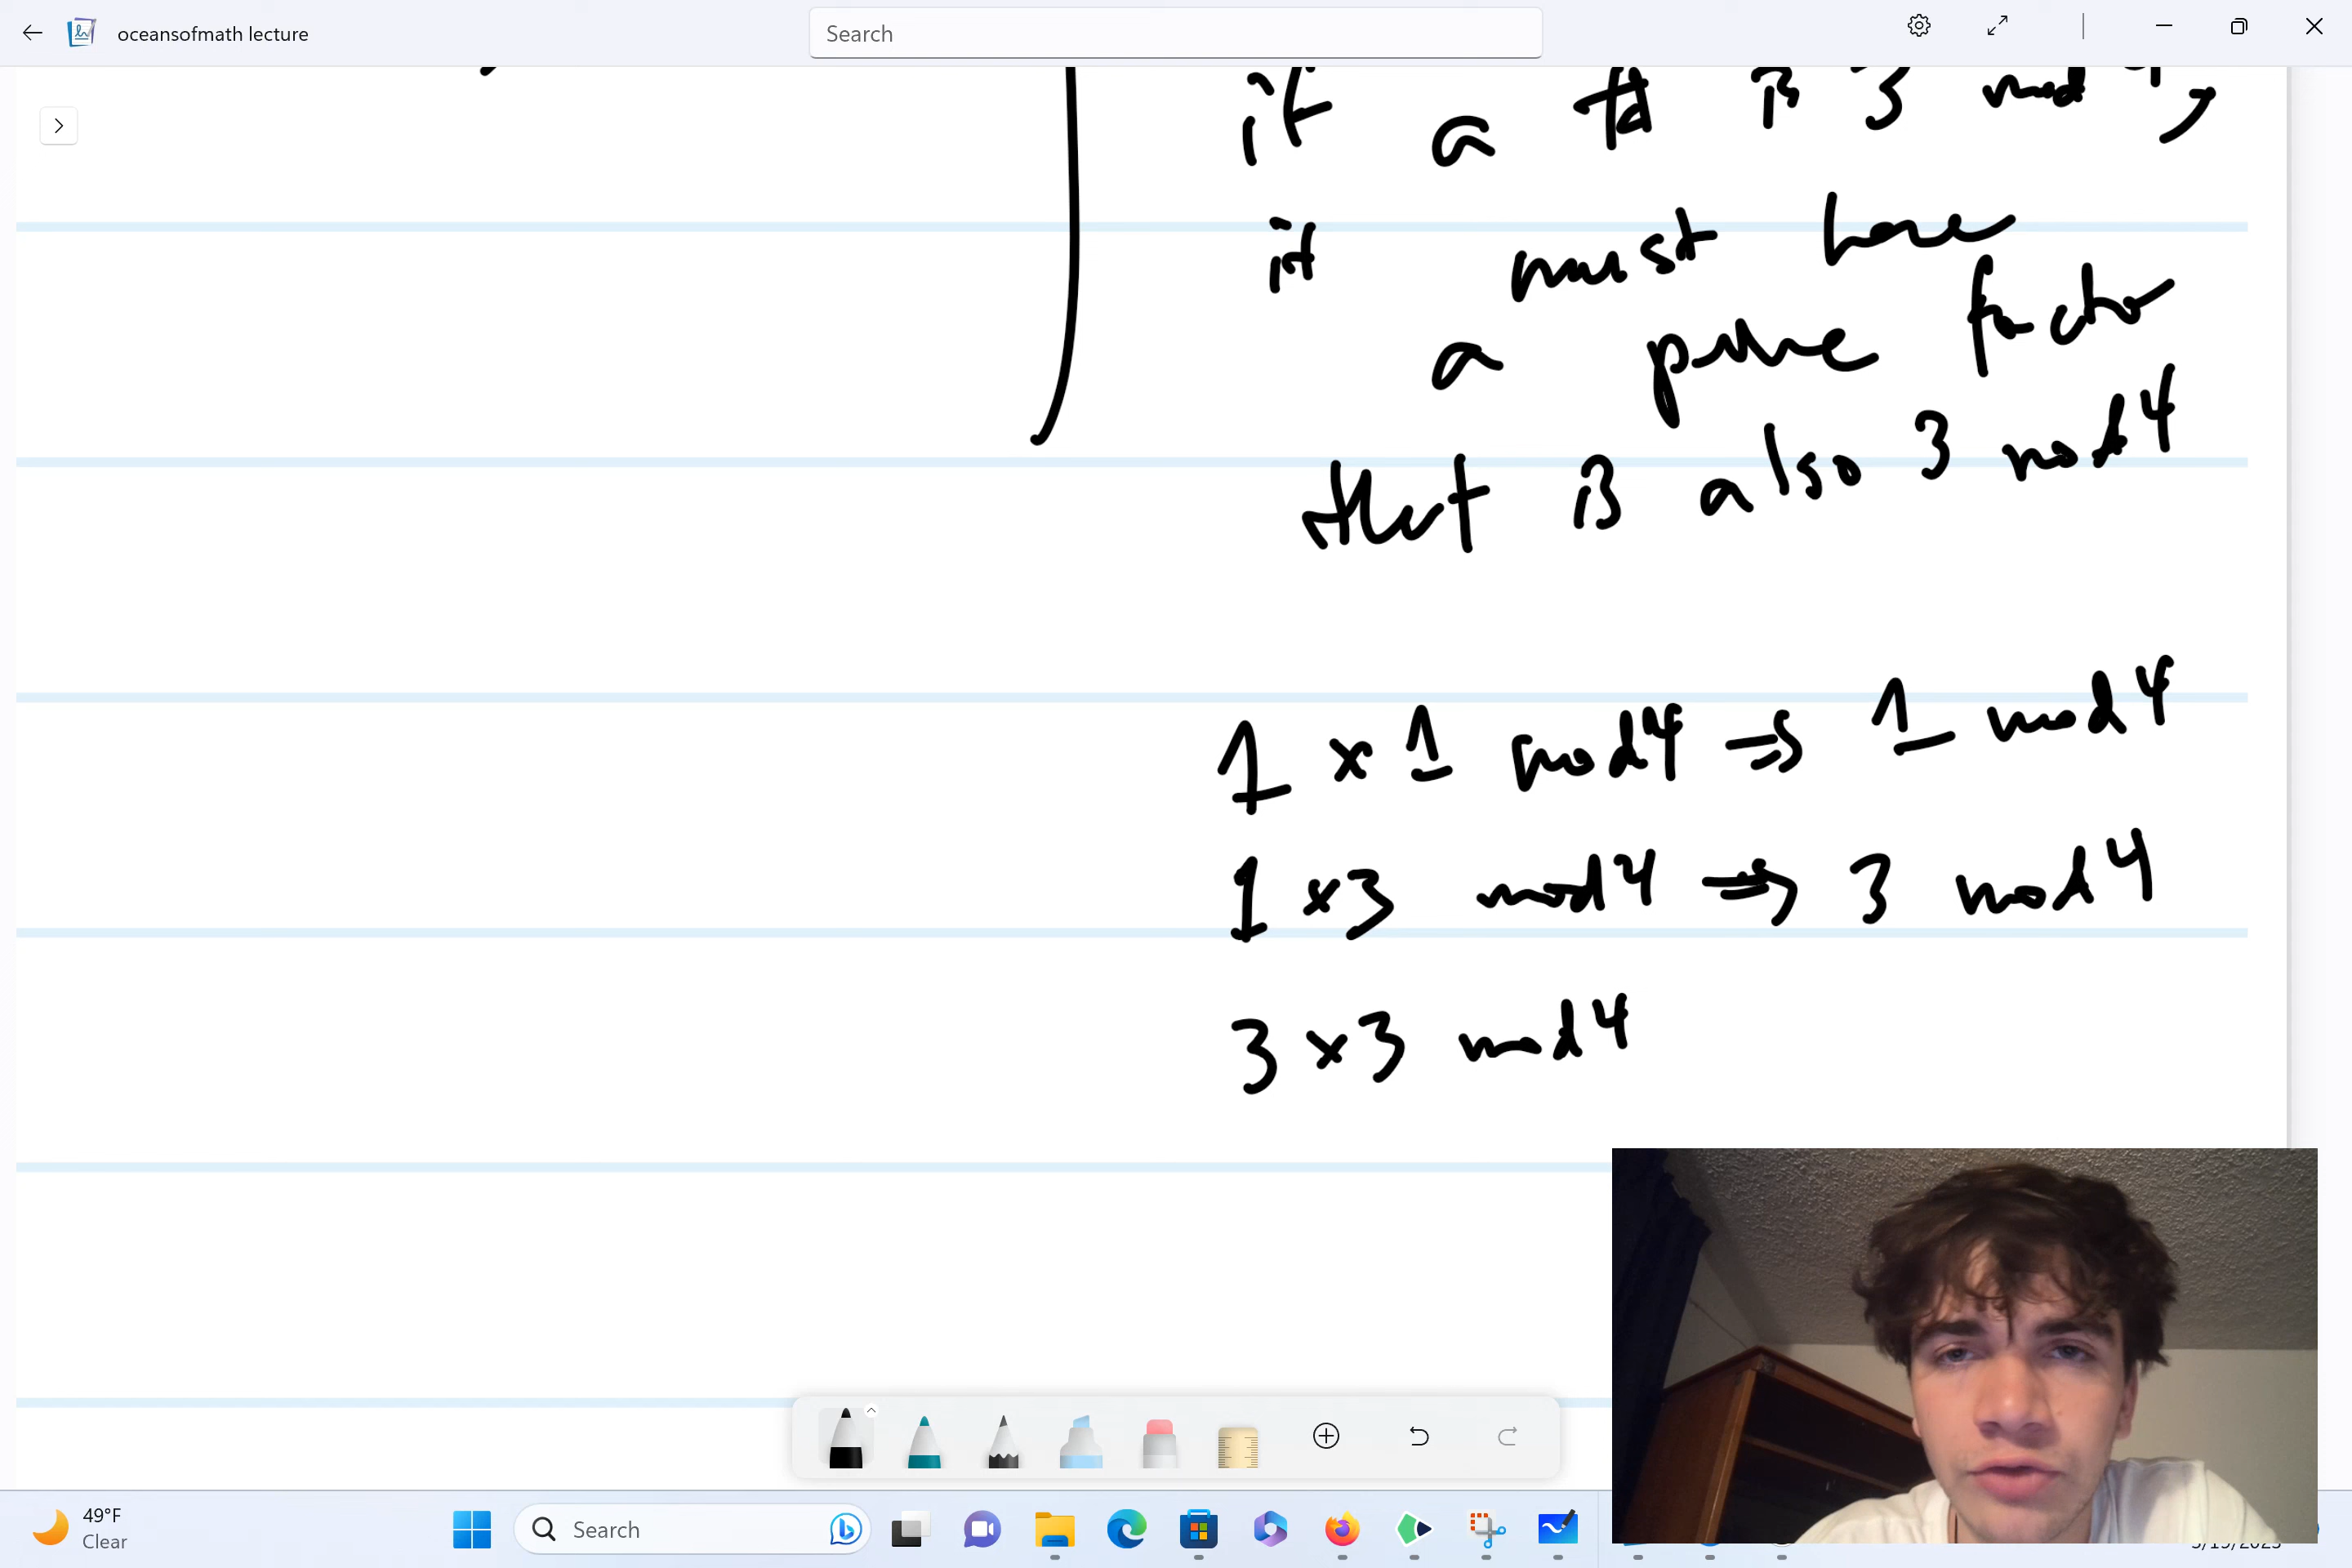 oceansofmath lecture
Search
if a # is 3 mod 4,
it must have
a prime factor
that is also 3 mod 4
1 × 1 mod 4 ⇒ 1 mod 4
1 × 3 mod 4 ⇒ 3 mod 4
3 × 3 mod 4
49°F
Clear
Search